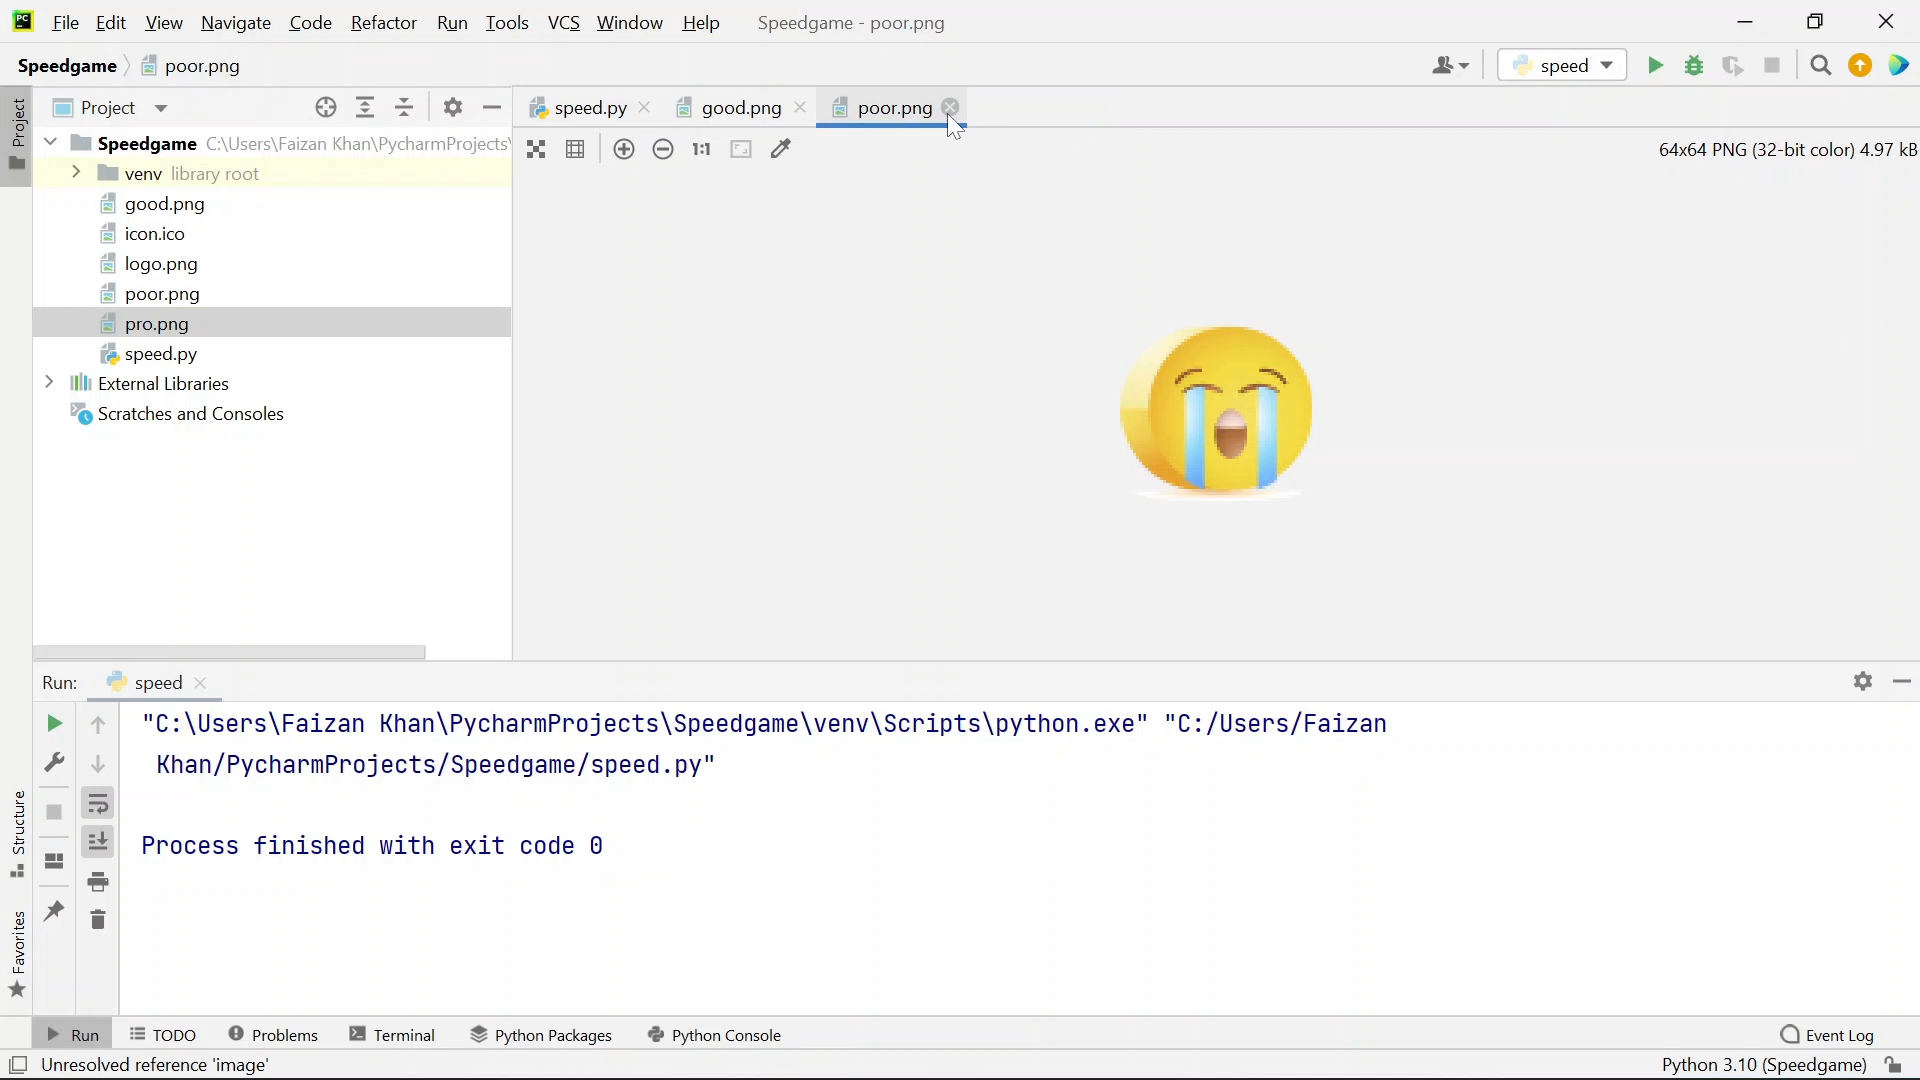 PC File Edit View Navigate Code Refactor Run Tools VCS Window Help Speedgame - poor.png
Speedgame poor.png speed
Project speed.py good.png poor.png
Project
Speedgame C:\Users\Faizan Khan\PycharmProjects\
1:1 64x64 PNG (32-bit color) 4.97 kB
venv library root
good.png
icon.ico
logo.png
poor.png
pro.png
speed.py
External Libraries
Scratches and Consoles
Run: speed
"C:\Users\Faizan Khan\PycharmProjects\Speedgame\venv\Scripts\python.exe" "C:/Users/Faizan
Khan/PycharmProjects/Speedgame/speed.py"
Process finished with exit code 0
Structure
Favorites
Run TODO Problems Terminal Python Packages Python Console Event Log
Unresolved reference 'image' Python 3.10 (Speedgame)